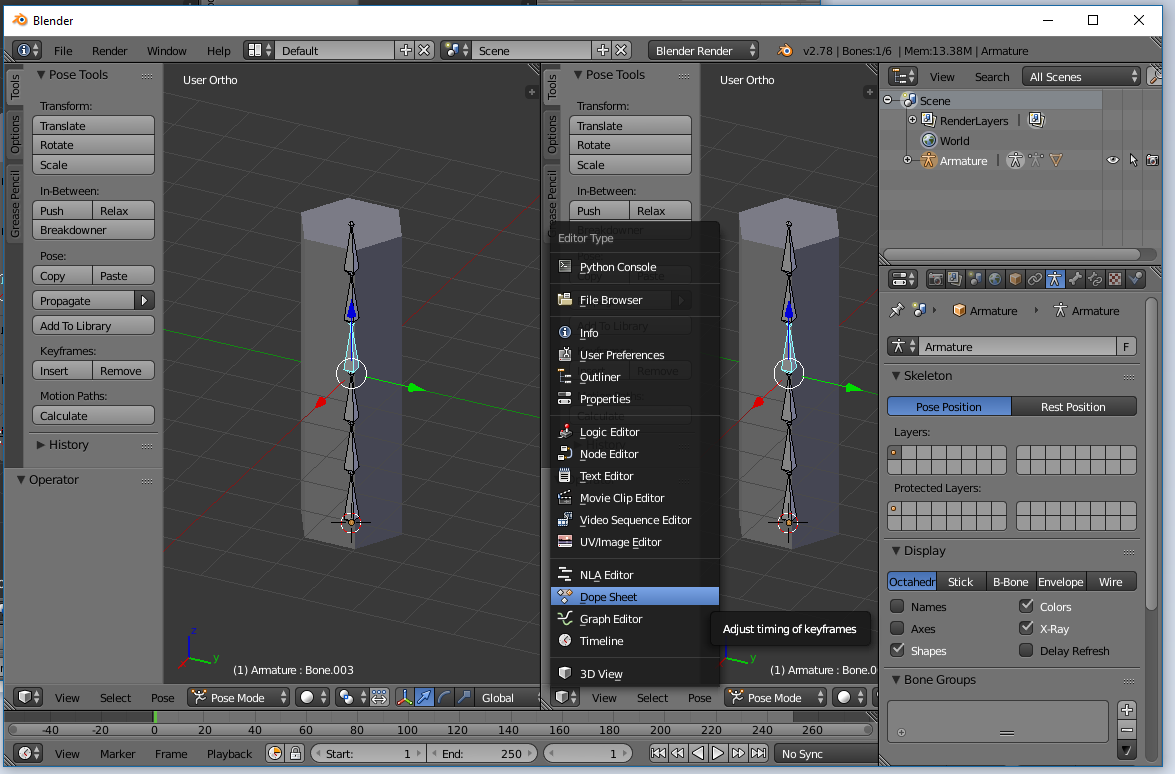 Blender
File Render Window Help Default Scene Blender Render v2.78 | Bones:1/6 | Mem:13.38M | Armature
Tools
Options
Grease Pencil
Pose Tools
Transform:
Translate
Rotate
Scale
In-Between:
Push Relax
Breakdowner
Pose:
Copy Paste
Propagate
Add To Library
Keyframes:
Insert Remove
Motion Paths:
Calculate
History
Operator
User Ortho
z
y
(1) Armature : Bone.003
View Select Pose Pose Mode Global
Tools
Options
Grease Pencil
Pose Tools
Transform:
Translate
Rotate
Scale
In-Between:
Push Relax
Breakdowner
Add To Library
Remove
User Ortho
Editor Type
Python Console
File Browser
Info
User Preferences
Outliner
Properties
Logic Editor
Node Editor
Text Editor
Movie Clip Editor
Video Sequence Editor
UV/Image Editor
NLA Editor
Dope Sheet
Graph Editor
Timeline
3D View
Adjust timing of keyframes
y
(1) Armature : Bone.0
View Select Pose Pose Mode
View Search All Scenes
Scene
RenderLayers
World
Armature
Armature Armature
Armature F
Skeleton
Pose Position Rest Position
Layers:
Protected Layers:
Display
Octahedr Stick B-Bone Envelope Wire
Names Colors
Axes X-Ray
Shapes Delay Refresh
Bone Groups
-40 -20 0 20 40 60 80 100 120 140 160 180 200 220 240 260
View Marker Frame Playback Start: 1 End: 250 1 No Sync